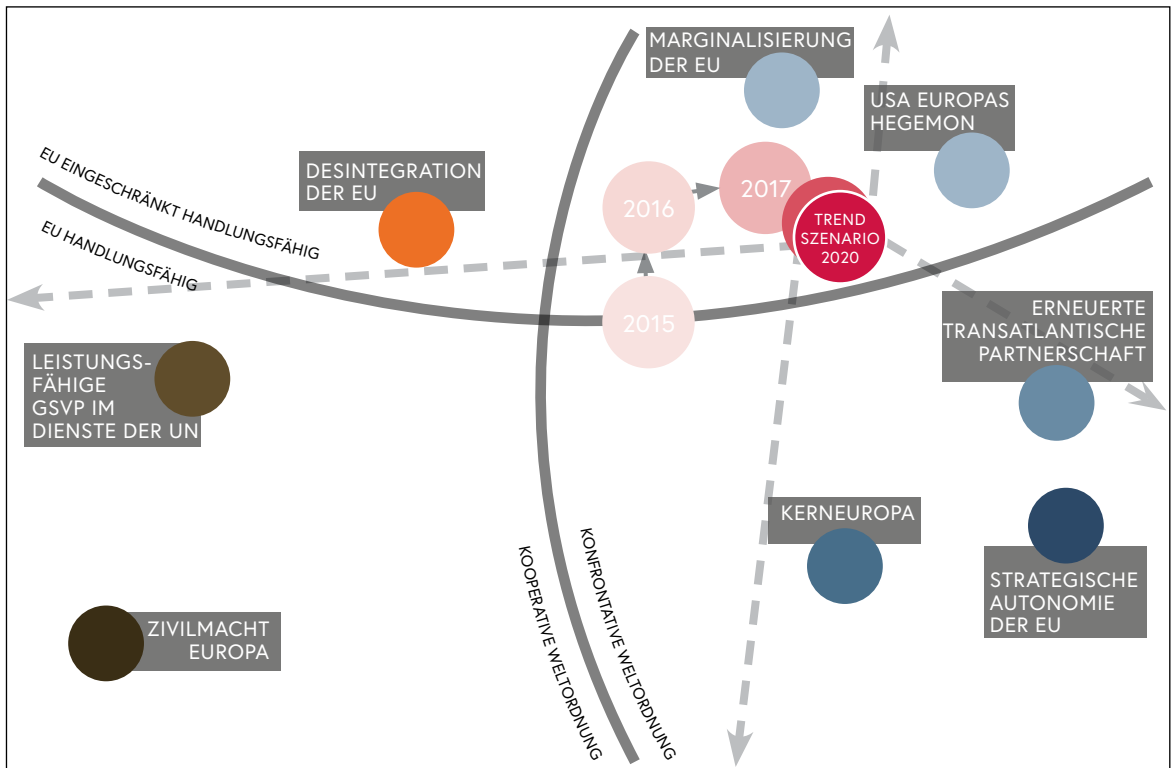 MARGINALISIERUNG
DER EU
USA EUROPAS
HEGEMON
EU EINGESCHRÄNKT HANDLUNGSFÄHIG
EU HANDLUNGSFÄHIG
DESINTEGRATION
DER EU
2016
2017
TREND
SZENARIO
2020
2015
ERNEUERTE
TRANSATLANTISCHE
PARTNERSCHAFT
LEISTUNGS-
FÄHIGE
GSVP IM
DIENSTE DER UN
KERNEUROPA
KOOPERATIVE WELTORDNUNG
KONFRONTATIVE WELTORDNUNG
STRATEGISCHE
AUTONOMIE
DER EU
ZIVILMACHT
EUROPA